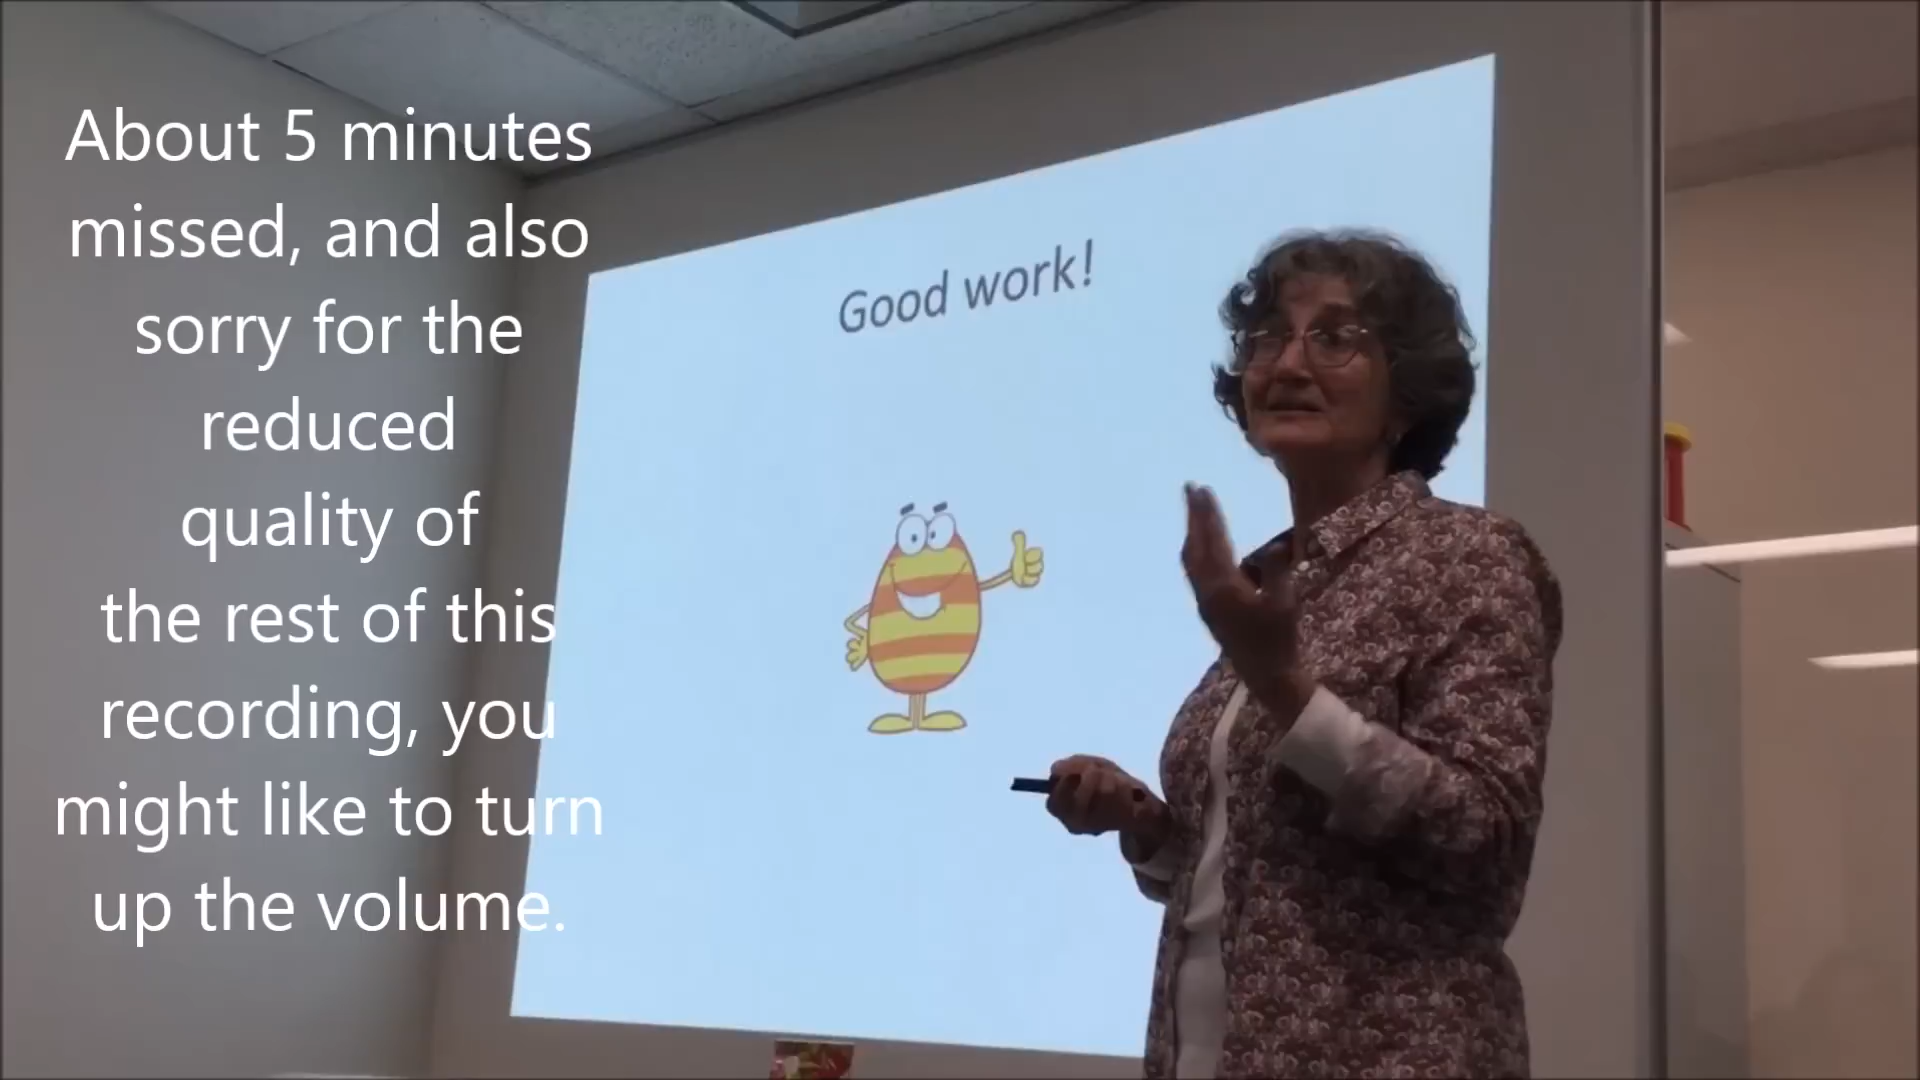 About 5 minutes
missed, and also
sorry for the
reduced
quality of
the rest of this
recording, you
might like to turn
up the volume.
Good work!